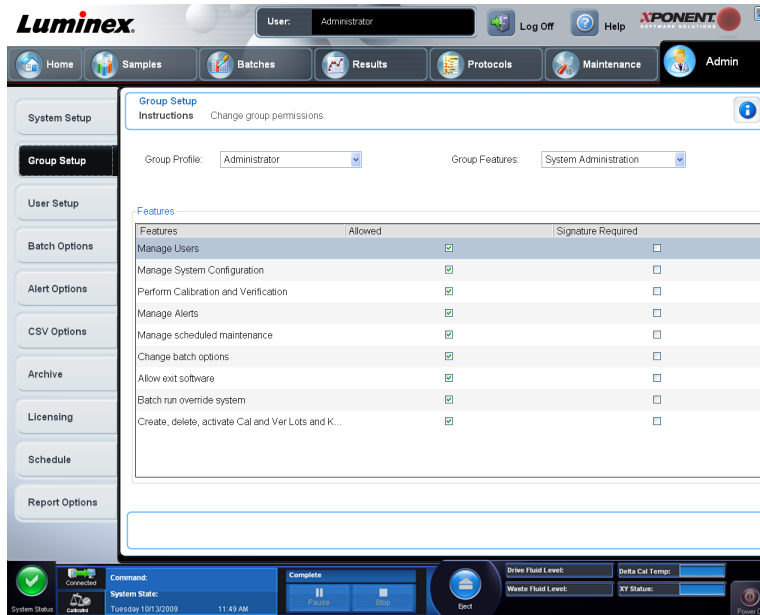 Luminex.
User: Administrator
Log Off
Help
XPONENT
SOFTWARE SOLUTIONS
Home
Samples
Batches
Results
Protocols
Maintenance
Admin
System Setup
Group Setup
User Setup
Batch Options
Alert Options
CSV Options
Archive
Licensing
Schedule
Report Options
Group Setup
Instructions Change group permissions.
Group Profile: Administrator Group Features: System Administration
Features
Features Allowed Signature Required
Manage Users
Manage System Configuration
Perform Calibration and Verification
Manage Alerts
Manage scheduled maintenance
Change batch options
Allow exit software
Batch run override system
Create, delete, activate Cal and Ver Lots and K...
System Status
Connected
Calibrated
Command:
System State:
Tuesday 10/13/2009 11:49 AM
Complete
Pause
Stop
Eject
Drive Fluid Level:
Waste Fluid Level:
Delta Cal Temp:
XY Status:
Power